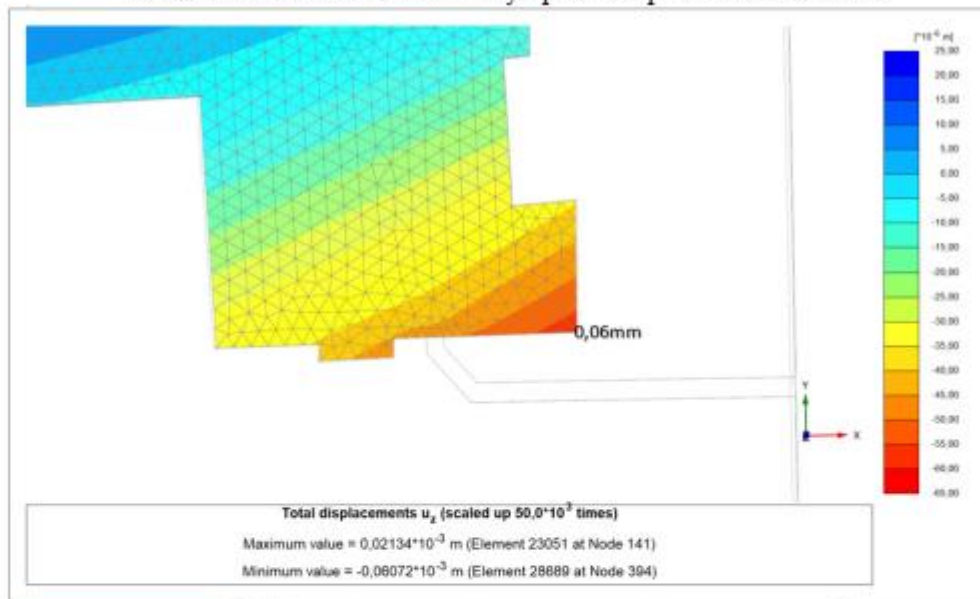 [*10⁻⁶ m]
25,00
20,00
15,00
10,00
5,00
0,00
-5,00
-10,00
-15,00
-20,00
-25,00
-30,00
-35,00
-40,00
-45,00
-50,00
-55,00
-60,00
-65,00
0,06mm
Y
X
Total displacements u_z (scaled up 50,0*10³ times)
Maximum value = 0,02134*10⁻³ m (Element 23051 at Node 141)
Minimum value = -0,06072*10⁻³ m (Element 28689 at Node 394)